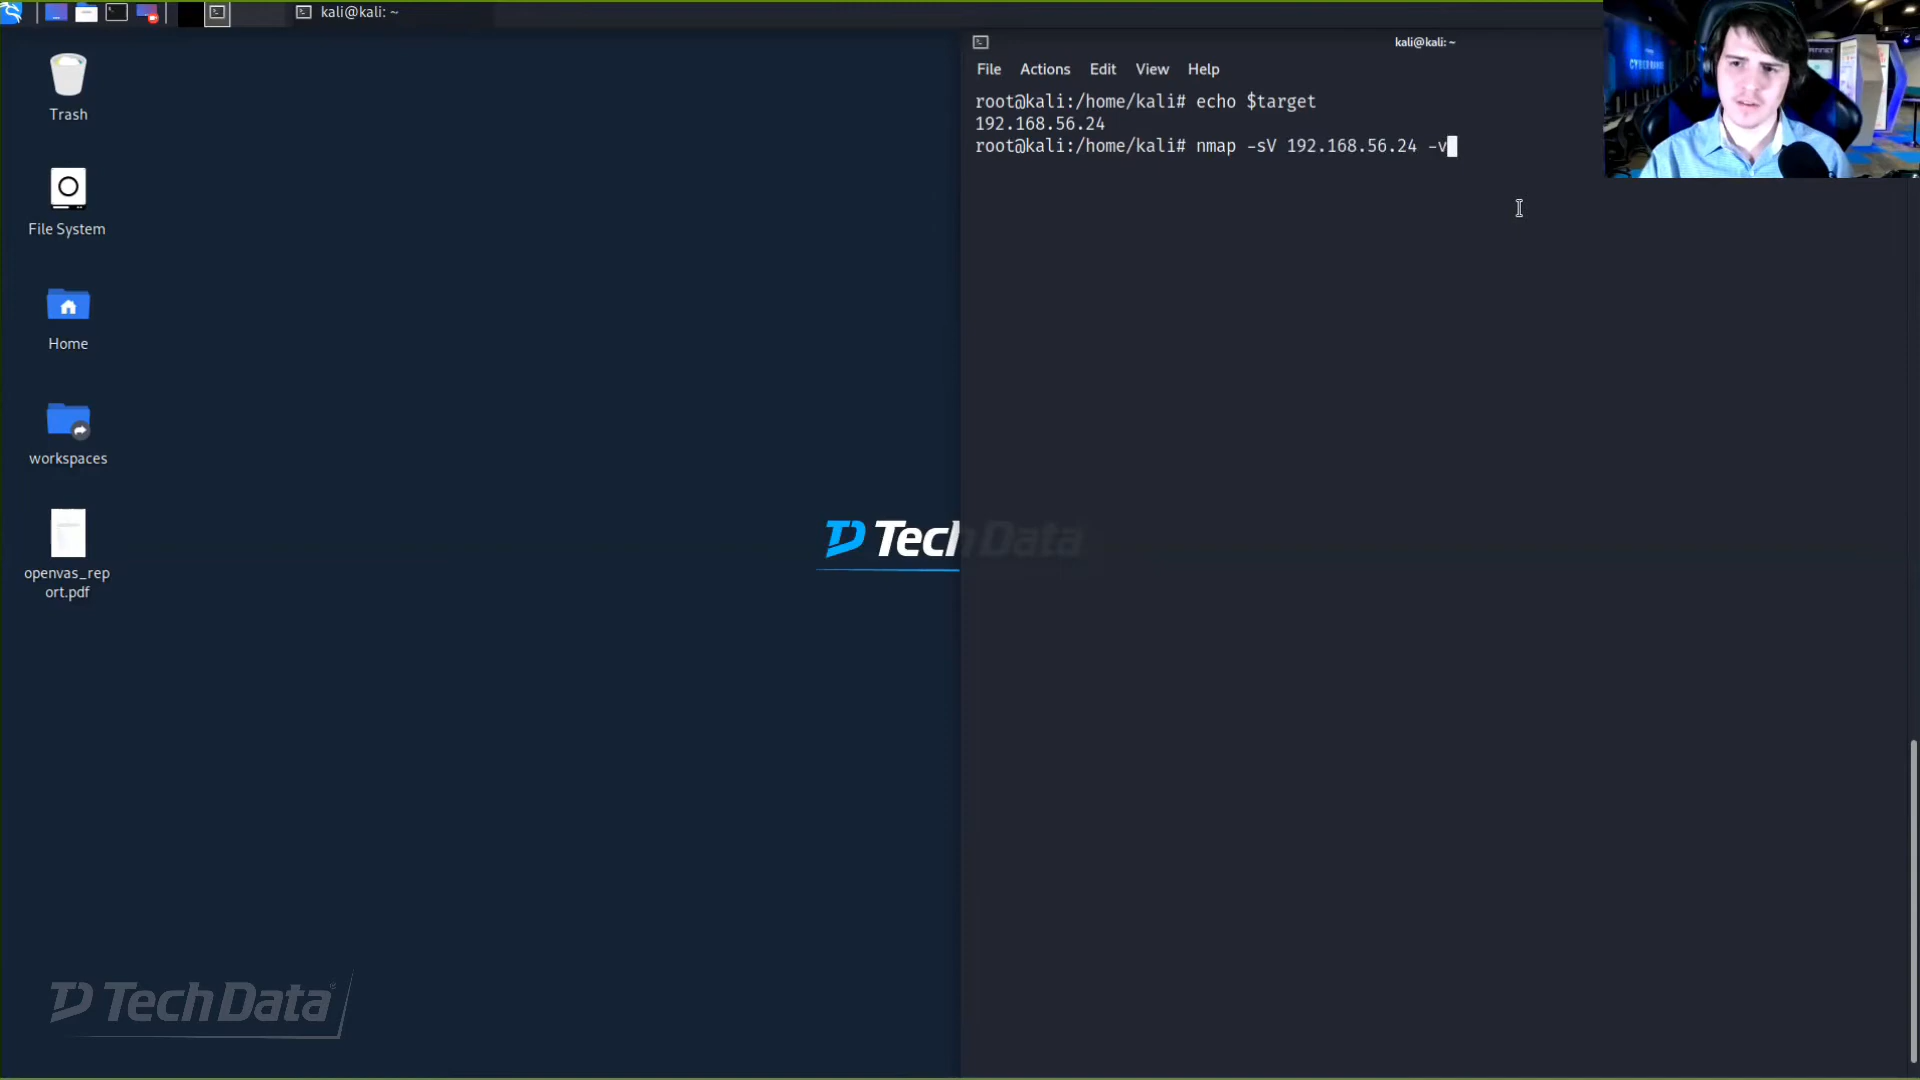 kali@kali: ~
Trash
File System
Home
workspaces
openvas_rep
ort.pdf
Tech Data
TechData
kali@kali: ~
File Actions Edit View Help
root@kali:/home/kali# echo $target
192.168.56.24
root@kali:/home/kali# nmap -sV 192.168.56.24 -v